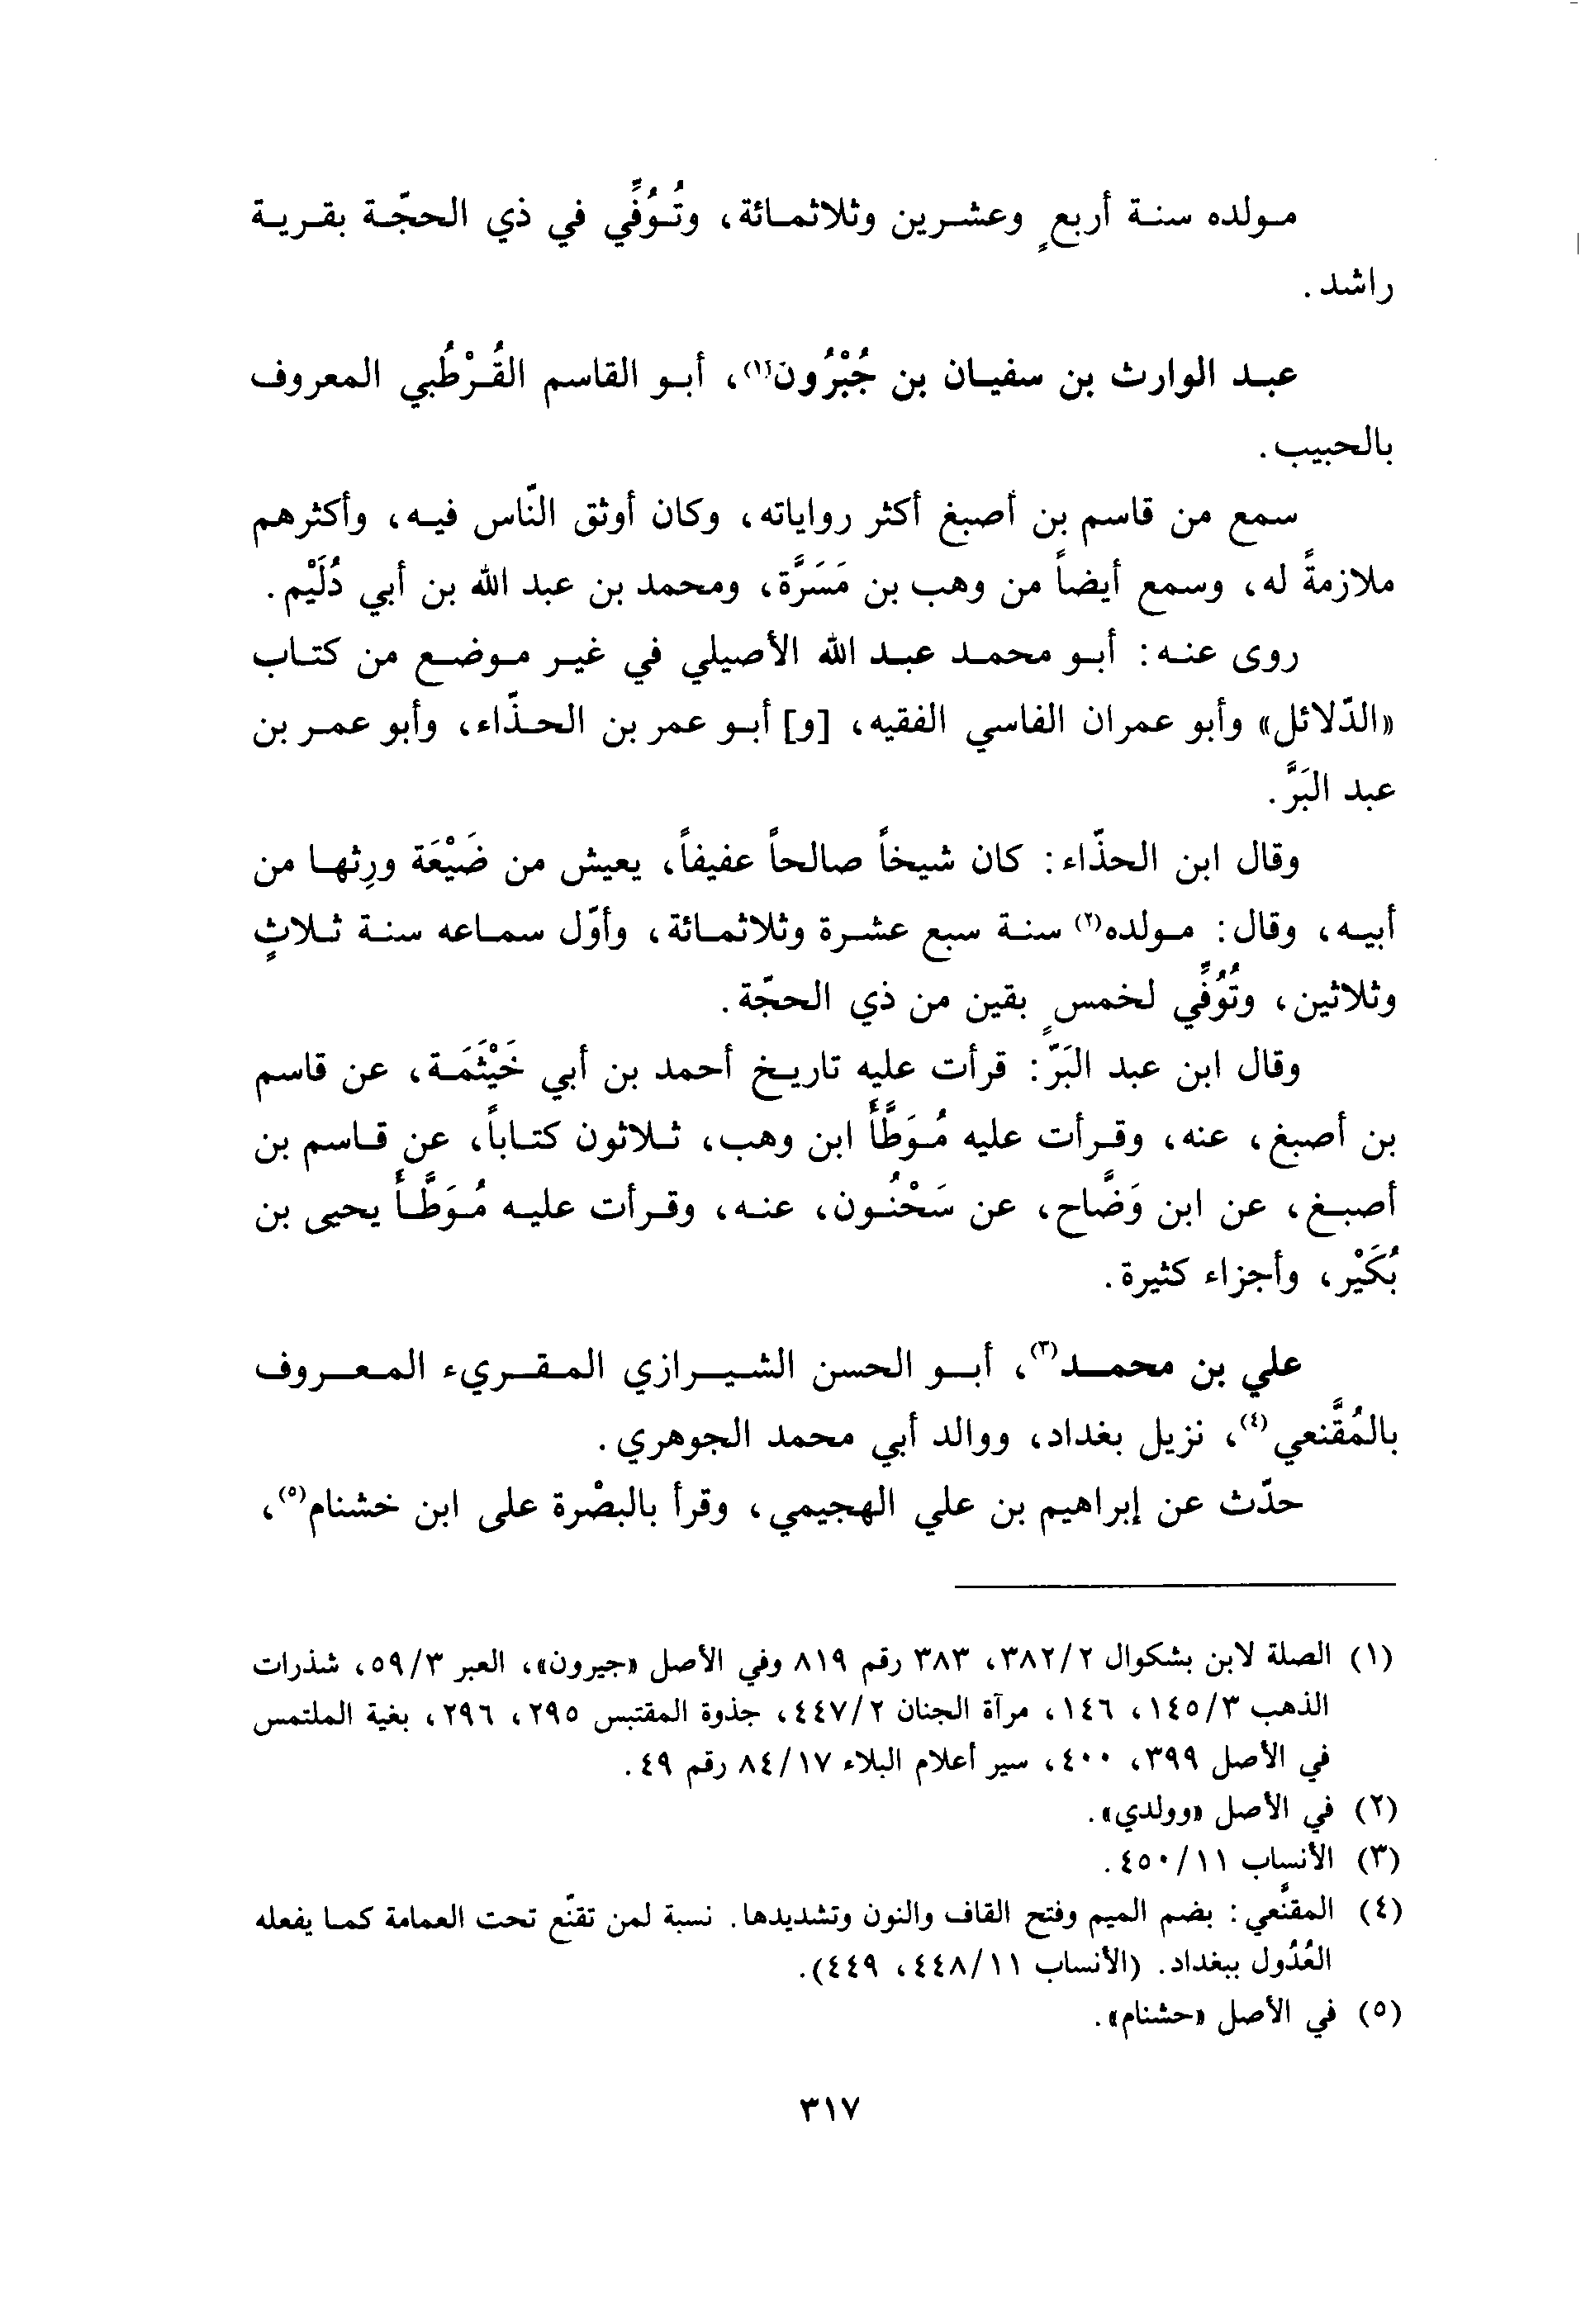 مولده سنة أربعٍ وعشرين وثلاثمائة، وتُوُفِّي في ذي الحجّة بقرية
راشد.
عبد الوارث بن سفيان بن جُبْرُون(١)، أبو القاسم القُرْطُبي المعروف
بالحبيب.
سمع من قاسم بن أصبغ أكثر رواياته، وكان أوثق النّاس فيه، وأكثرهم
ملازمةً له، وسمع أيضاً من وهب بن مَسَرَّة، ومحمد بن عبد الله بن أبي دُلَيْم.
روى عنه: أبو محمد عبد الله الأصيلي في غير موضع من كتاب
«الدّلائل» وأبو عمران الفاسي الفقيه، [و] أبو عمر بن الحذّاء، وأبو عمر بن
عبد البَرَّ.
وقال ابن الحذّاء: كان شيخاً صالحاً عفيفاً، يعيش من ضَيْعَة ورِثها من
أبيه، وقال: مولده(٢) سنة سبع عشرة وثلاثمائة، وأوّل سماعه سنة ثلاثٍ
وثلاثين، وتُوُفِّي لخمسٍ بقين من ذي الحجّة.
وقال ابن عبد البَرّ: قرأت عليه تاريخ أحمد بن أبي خَيْثَمَة، عن قاسم
بن أصبغ، عنه، وقرأت عليه مُوَطَّأ ابن وهب، ثلاثون كتاباً، عن قاسم بن
أصبغ، عن ابن وَضَّاح، عن سَحْنُون، عنه، وقرأت عليه مُوَطَّأ يحيى بن
بُكَيْر، وأجزاء كثيرة.
علي بن محمد(٣)، أبو الحسن الشيرازي المقريء المعروف
بالمُقَّنعي(٤)، نزيل بغداد، ووالد أبي محمد الجوهري.
حدّث عن إبراهيم بن علي الهجيمي، وقرأ بالبصْرة على ابن خشنام(٥)،
(١) الصلة لابن بشكوال ٣٨٢/٢، ٣٨٣ رقم ٨١٩ وفي الأصل «جيرون»، العبر ٥٩/٣، شذرات
الذهب ١٤٥/٣، ١٤٦، مرآة الجنان ٤٤٧/٢، جذوة المقتبس ٢٩٥، ٢٩٦، بغية الملتمس
في الأصل ٣٩٩، ٤٠٠، سير أعلام البلاء ٨٤/١٧ رقم ٤٩.
(٢) في الأصل «وولدي».
(٣) الأنساب ٤٥٠/١١.
(٤) المقنَّعي: بضم الميم وفتح القاف والنون وتشديدها. نسبة لمن تقنّع تحت العمامة كما يفعله
العُدُول ببغداد. (الأنساب ٤٤٨/١١، ٤٤٩).
(٥) في الأصل «حشنام».
٣١٧